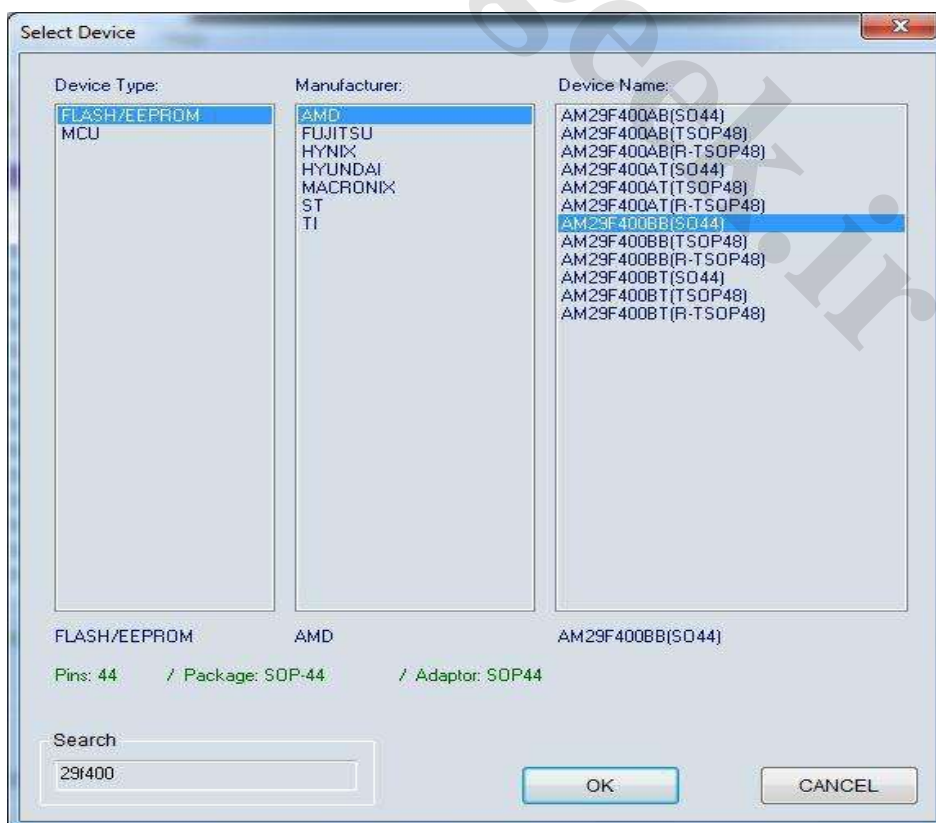 Select Device
Device Type:
FLASH/EEPROM
MCU
Manufacturer:
AMD
FUJITSU
HYNIX
HYUNDAI
MACRONIX
ST
TI
Device Name:
AM29F400AB(SO44)
AM29F400AB(TSOP48)
AM29F400AB(R-TSOP48)
AM29F400AT(SO44)
AM29F400AT(TSOP48)
AM29F400AT(R-TSOP48)
AM29F400BB(SO44)
AM29F400BB(TSOP48)
AM29F400BB(R-TSOP48)
AM29F400BT(SO44)
AM29F400BT(TSOP48)
AM29F400BT(R-TSOP48)
FLASH/EEPROM AMD AM29F400BB(SO44)
Pins: 44 / Package: SOP-44 / Adaptor: SOP44
Search
29f400
OK CANCEL
geek.ir